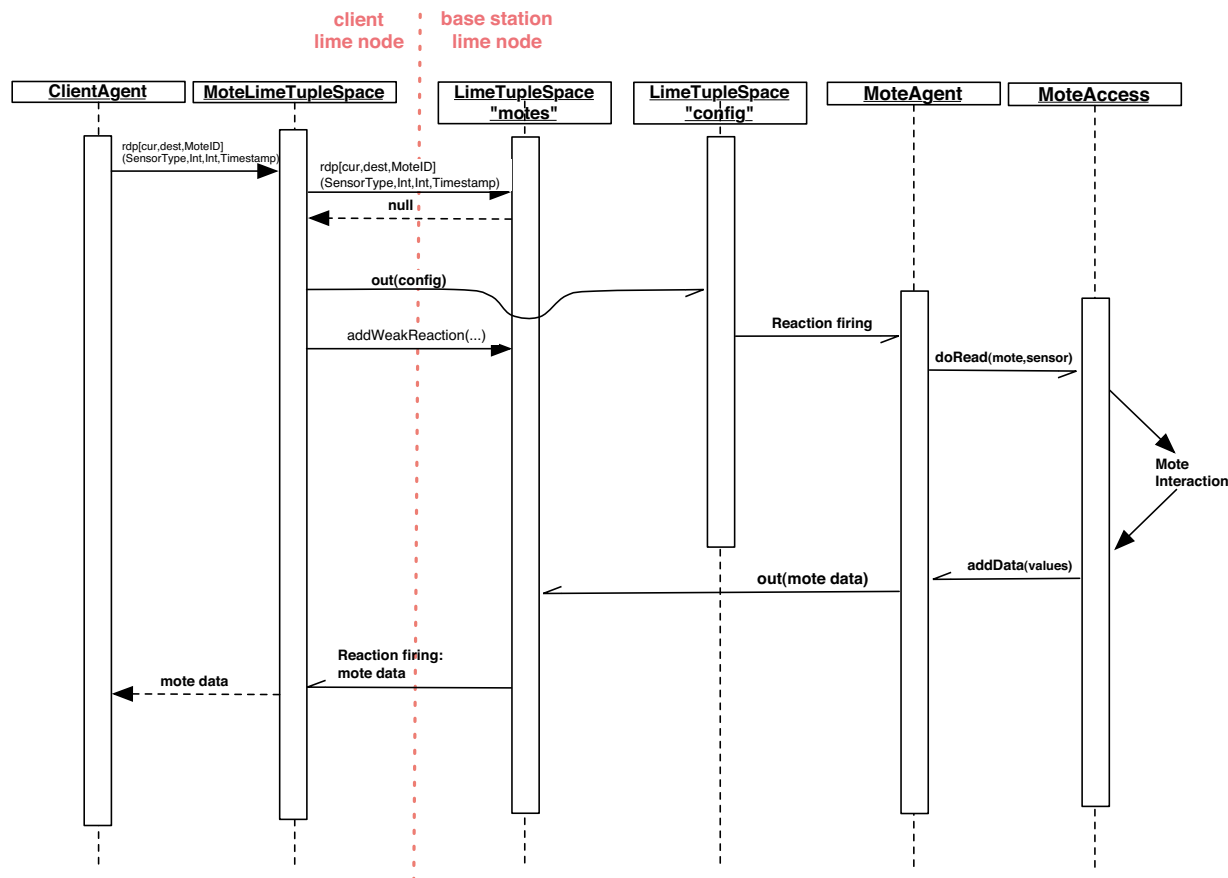 client
lime node
base station
lime node
ClientAgent
MoteLimeTupleSpace
LimeTupleSpace
"motes"
LimeTupleSpace
"config"
MoteAgent
MoteAccess
rdp[cur,dest,MoteID]
(SensorType,Int,Int,Timestamp)
rdp[cur,dest,MoteID]
(SensorType,Int,Int,Timestamp)
null
out(config)
Reaction firing
addWeakReaction(...)
doRead(mote,sensor)
Mote
Interaction
addData(values)
out(mote data)
Reaction firing:
mote data
mote data